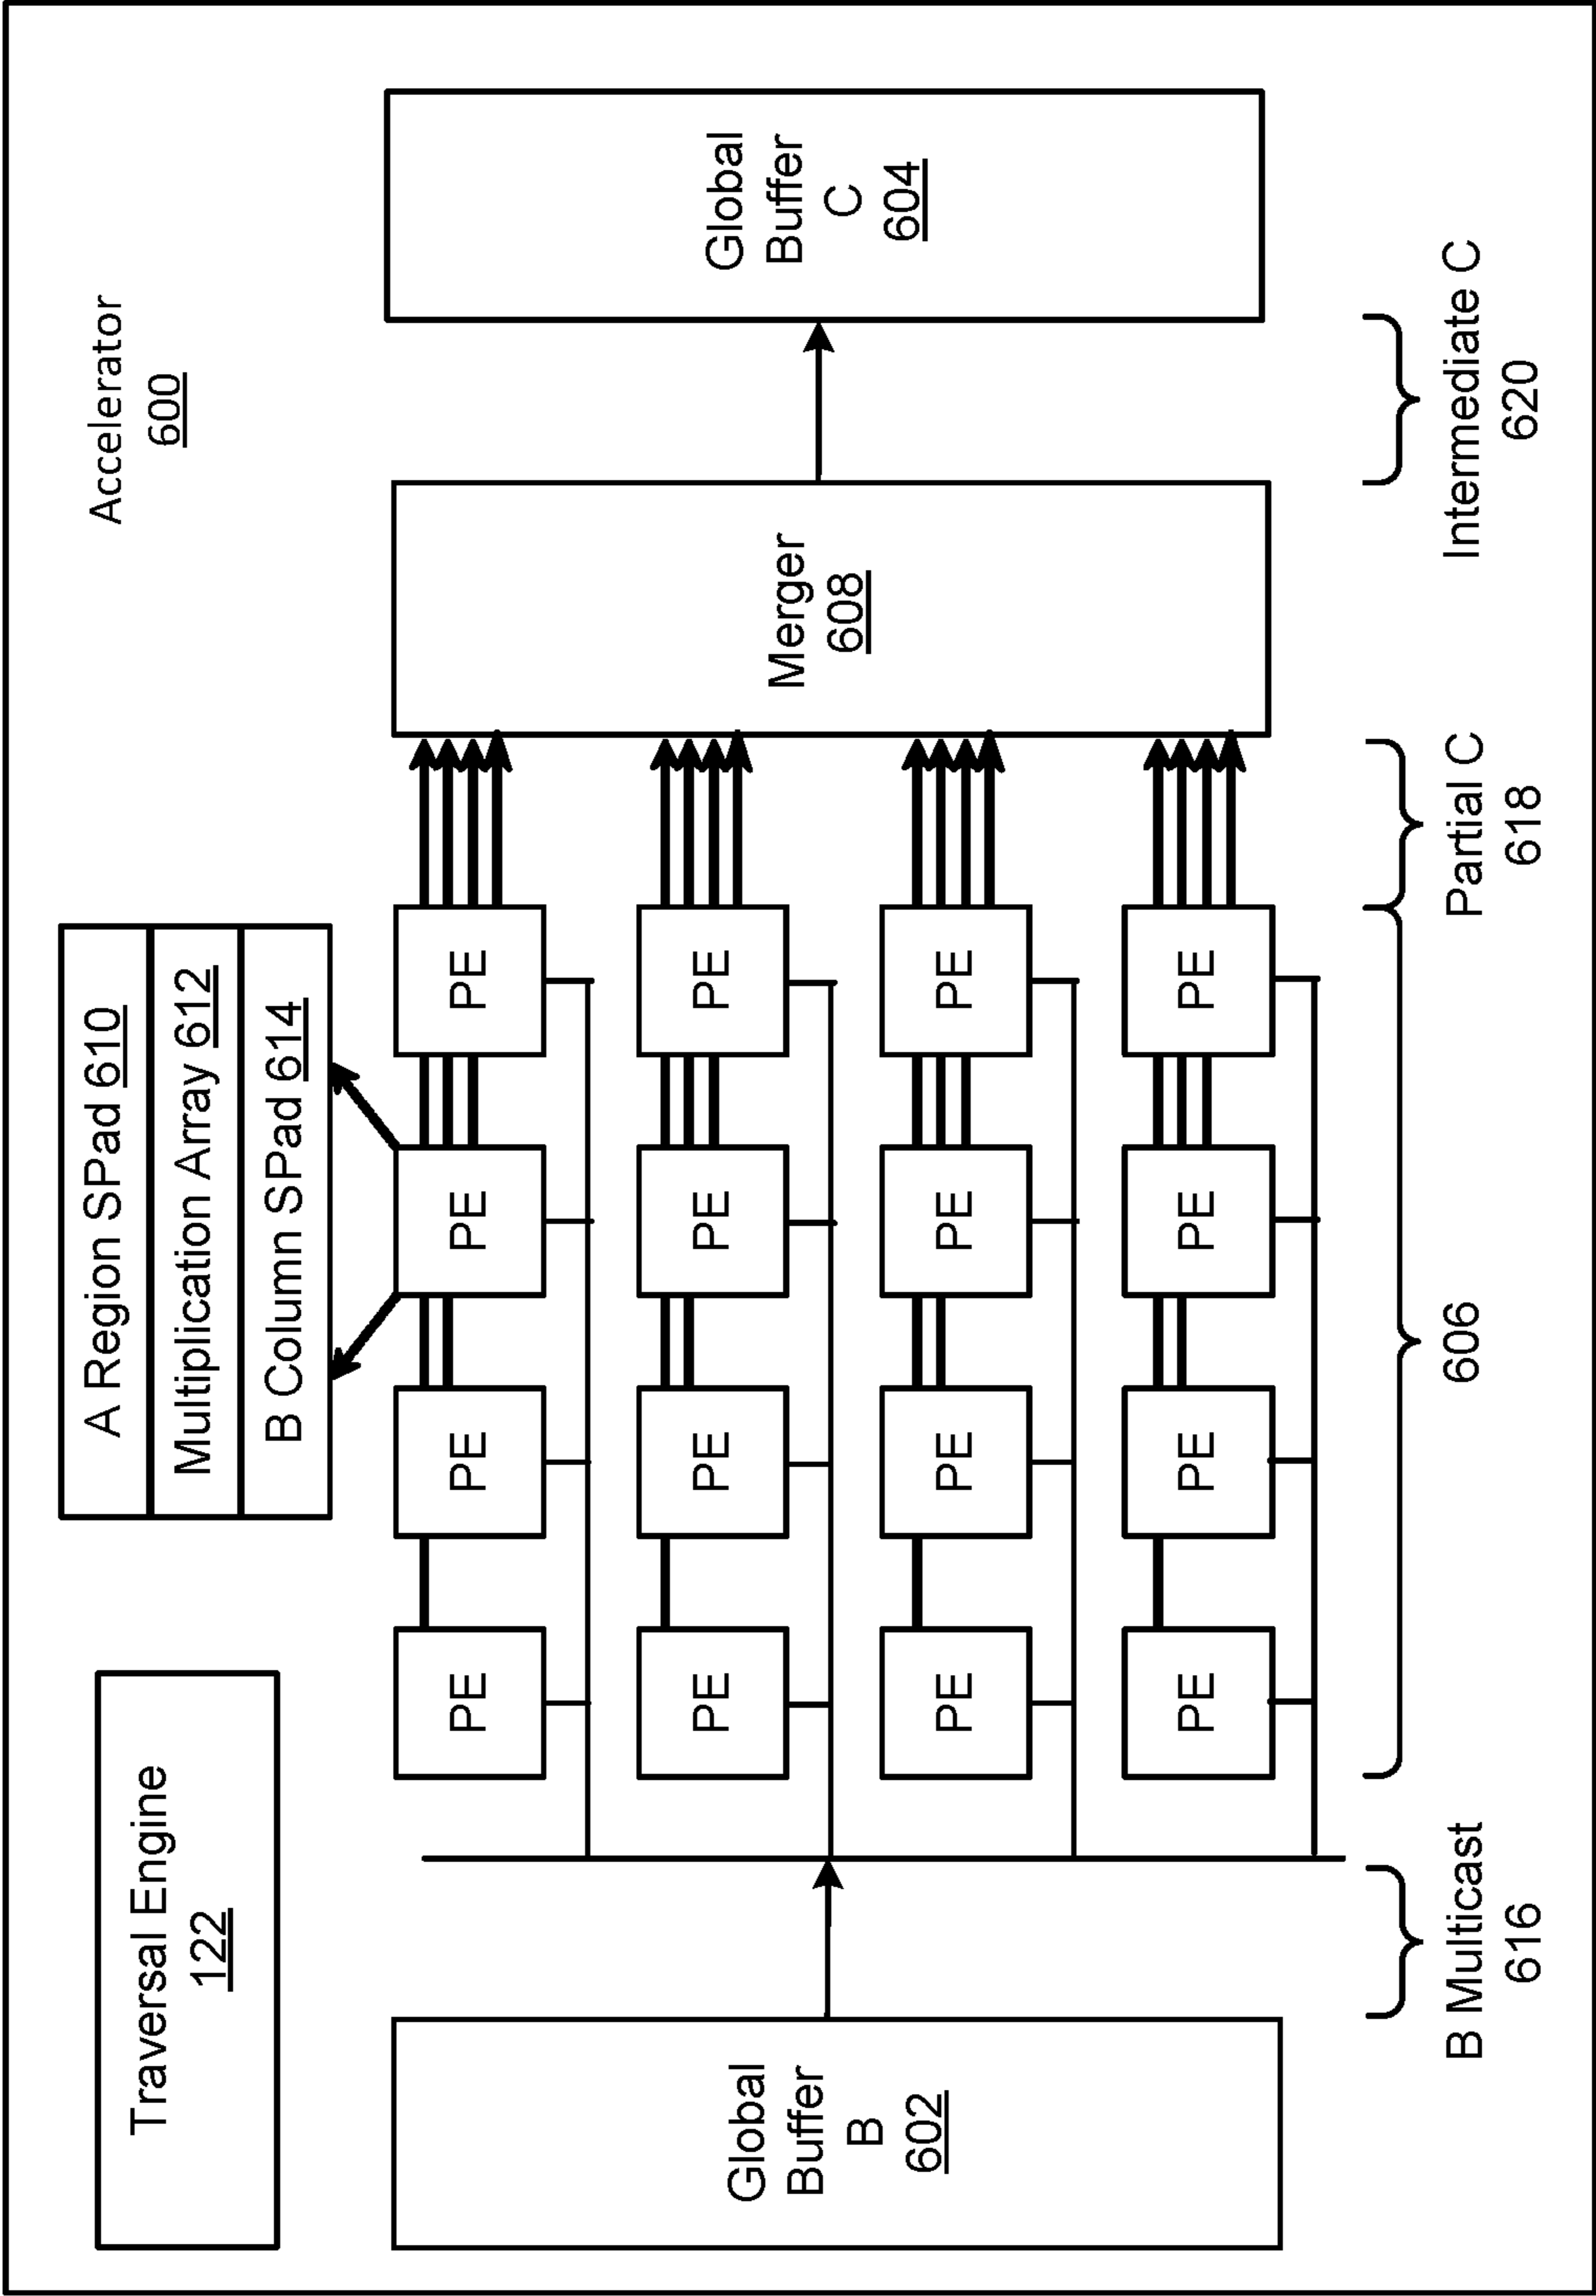 Accelerator
600
Traversal Engine
122
A Region SPad 610
Multiplication Array 612
B Column SPad 614
Global
Buffer
B
602
PE PE PE PE
PE PE PE PE
PE PE PE PE
PE PE PE PE
Merger
608
Global
Buffer
C
604
B Multicast
616
606
Partial C
618
Intermediate C
620